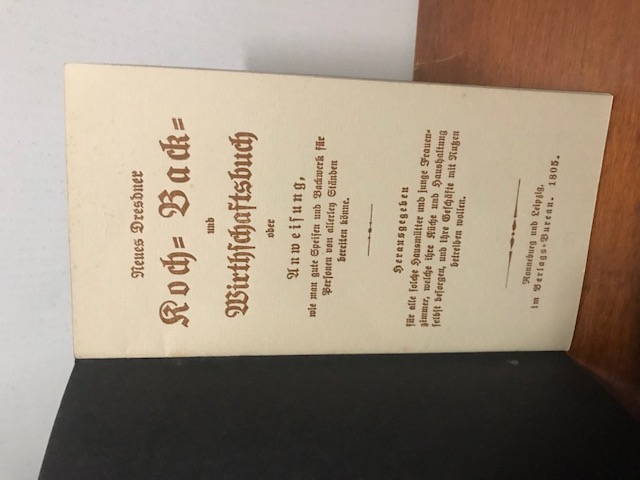 Neues Dresdner
Koch= Back=
und
Wirthschaftsbuch
oder
Anweisung,
wie man gute Speisen und Backwerk für
Personen von allerley Ständen
bereiten könne.
Herausgegeben
für alle solche Hausmütter und junge Frauen-
zimmer, welche ihre Küche und Haushaltung
selbst besorgen, und ihre Geschäfte mit Nutzen
betreiben wollen.
Ronneburg und Leipzig,
im Verlags-Bureau. 1805.